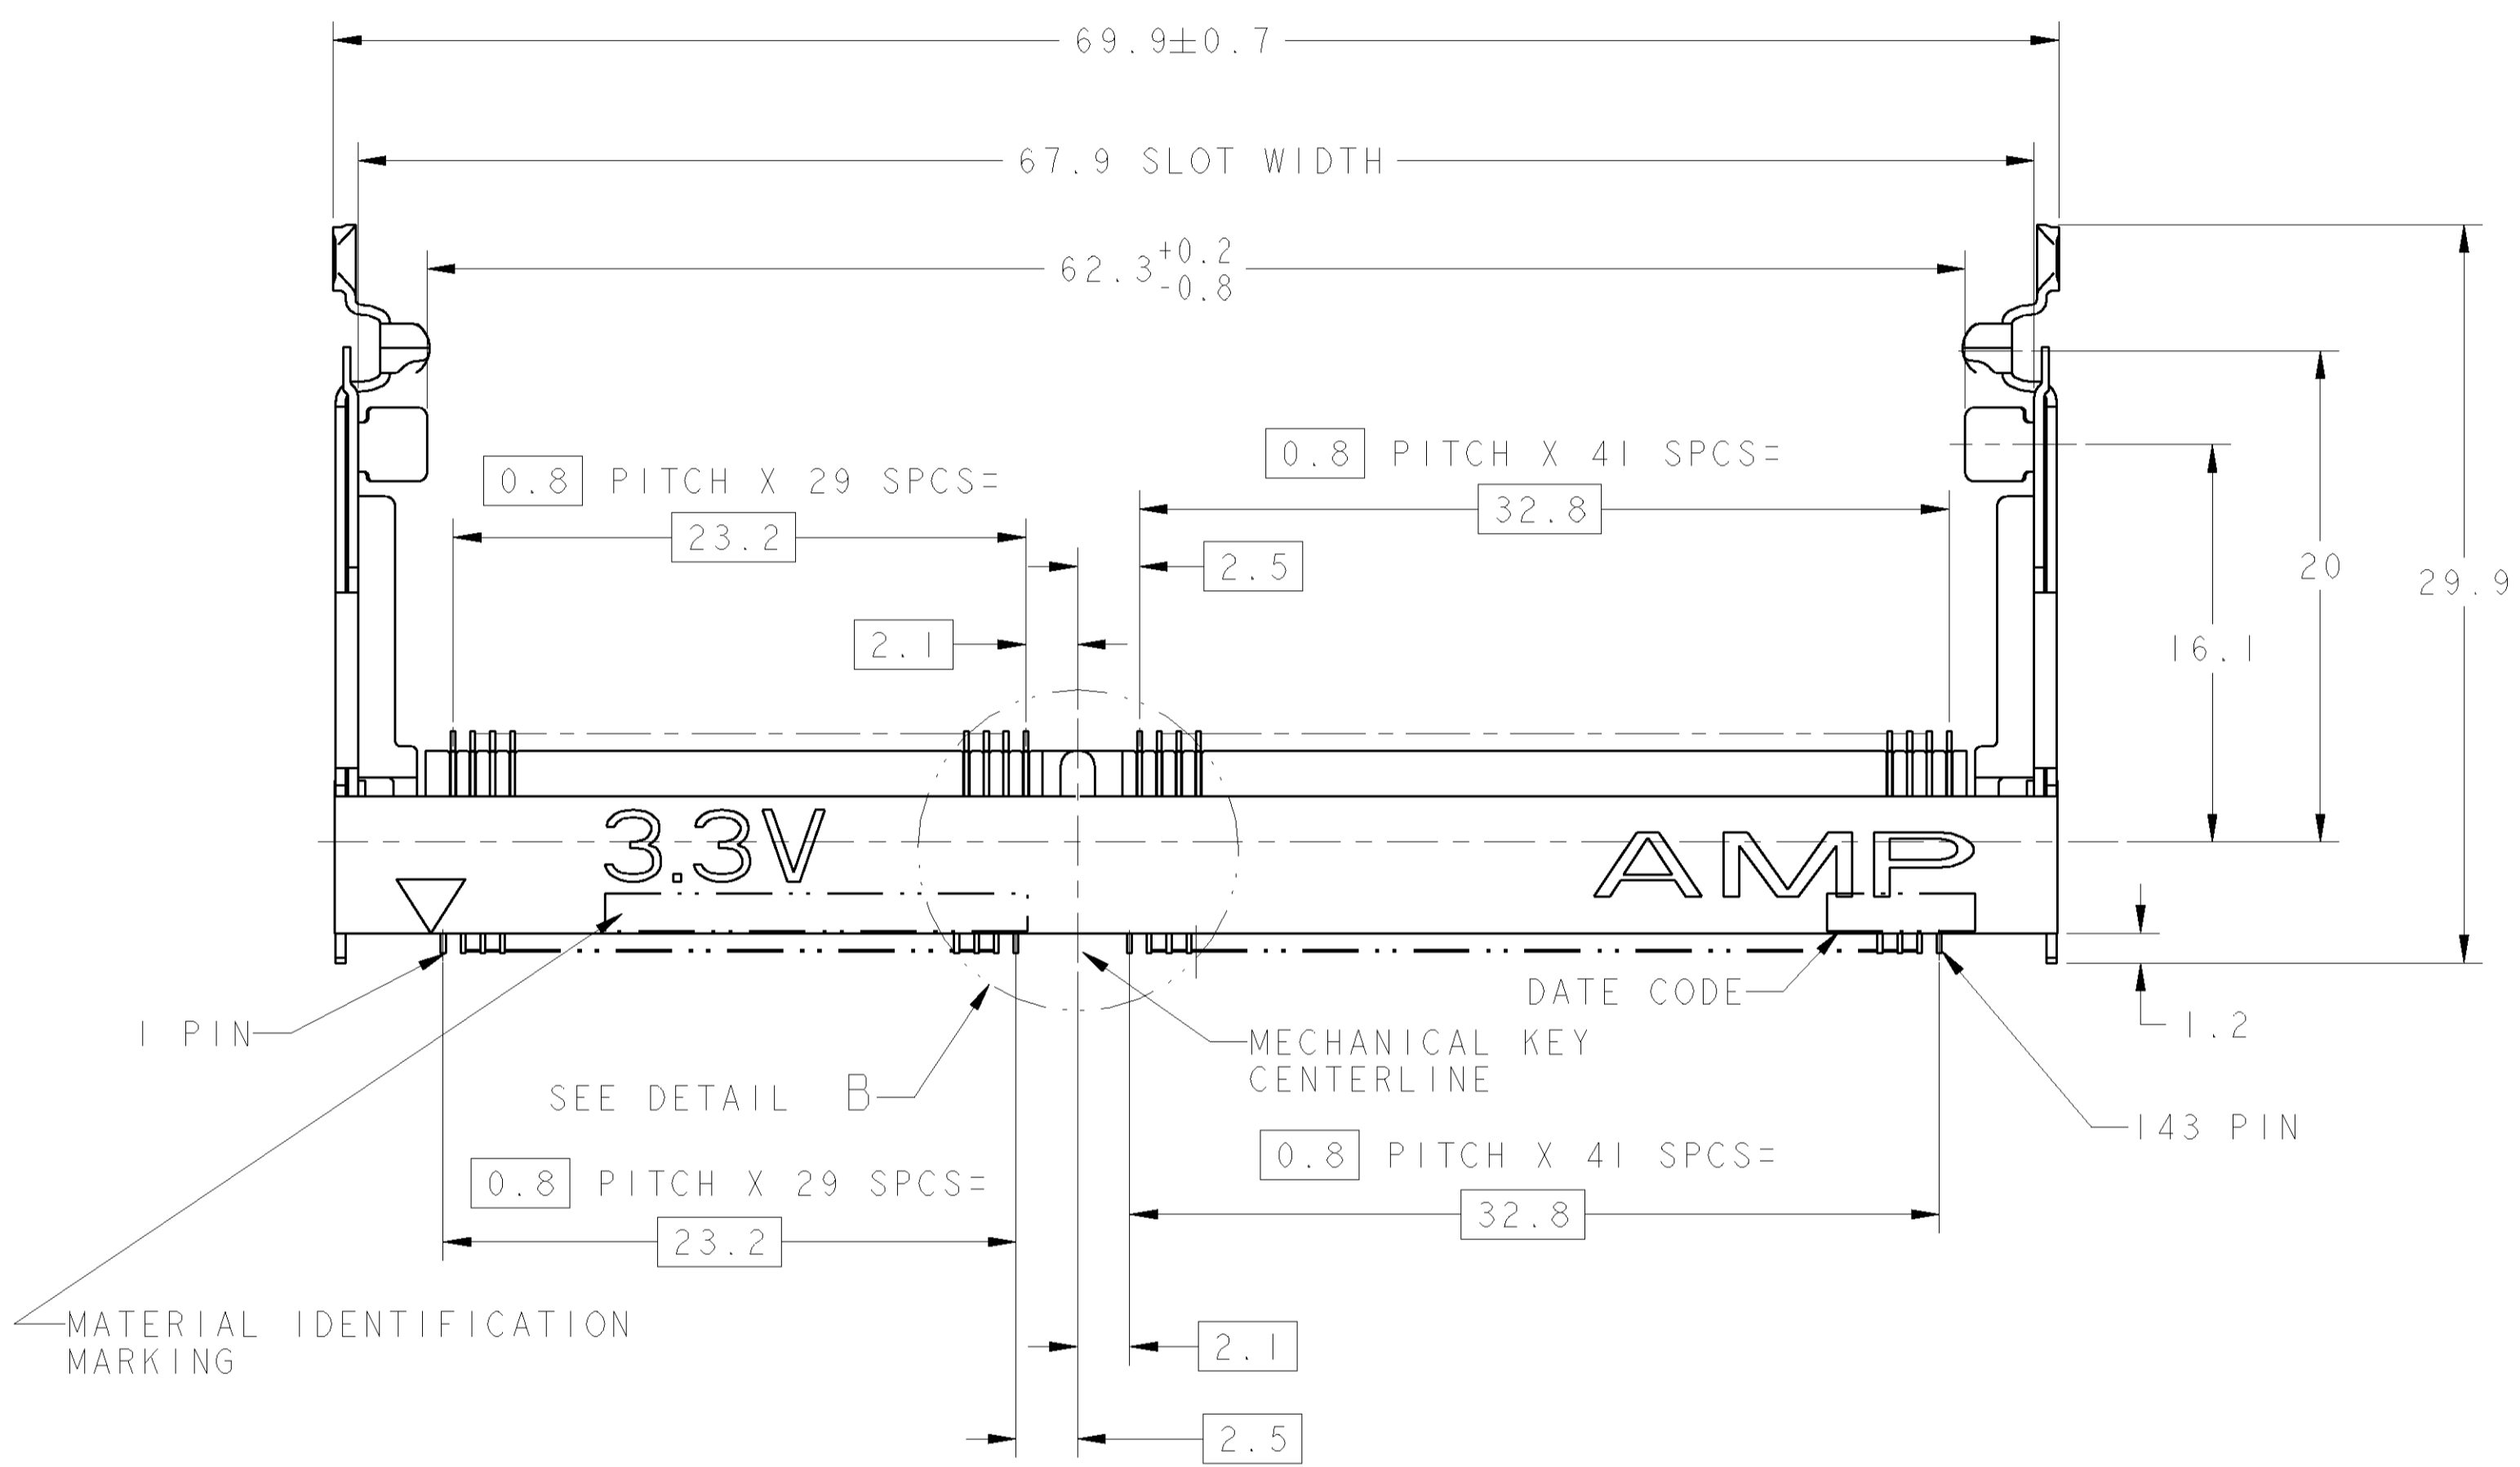 69.9±0.7
67.9 SLOT WIDTH
62.3 +0.2
-0.8
0.8 PITCH X 41 SPCS=
32.8
0.8 PITCH X 29 SPCS=
23.2
2.5
2.1
20
29.9
16.1
3.3V
AMP
DATE CODE
1 PIN
MECHANICAL KEY
CENTERLINE
1.2
SEE DETAIL B
143 PIN
0.8 PITCH X 41 SPCS=
32.8
0.8 PITCH X 29 SPCS=
23.2
MATERIAL IDENTIFICATION
MARKING
2.1
2.5